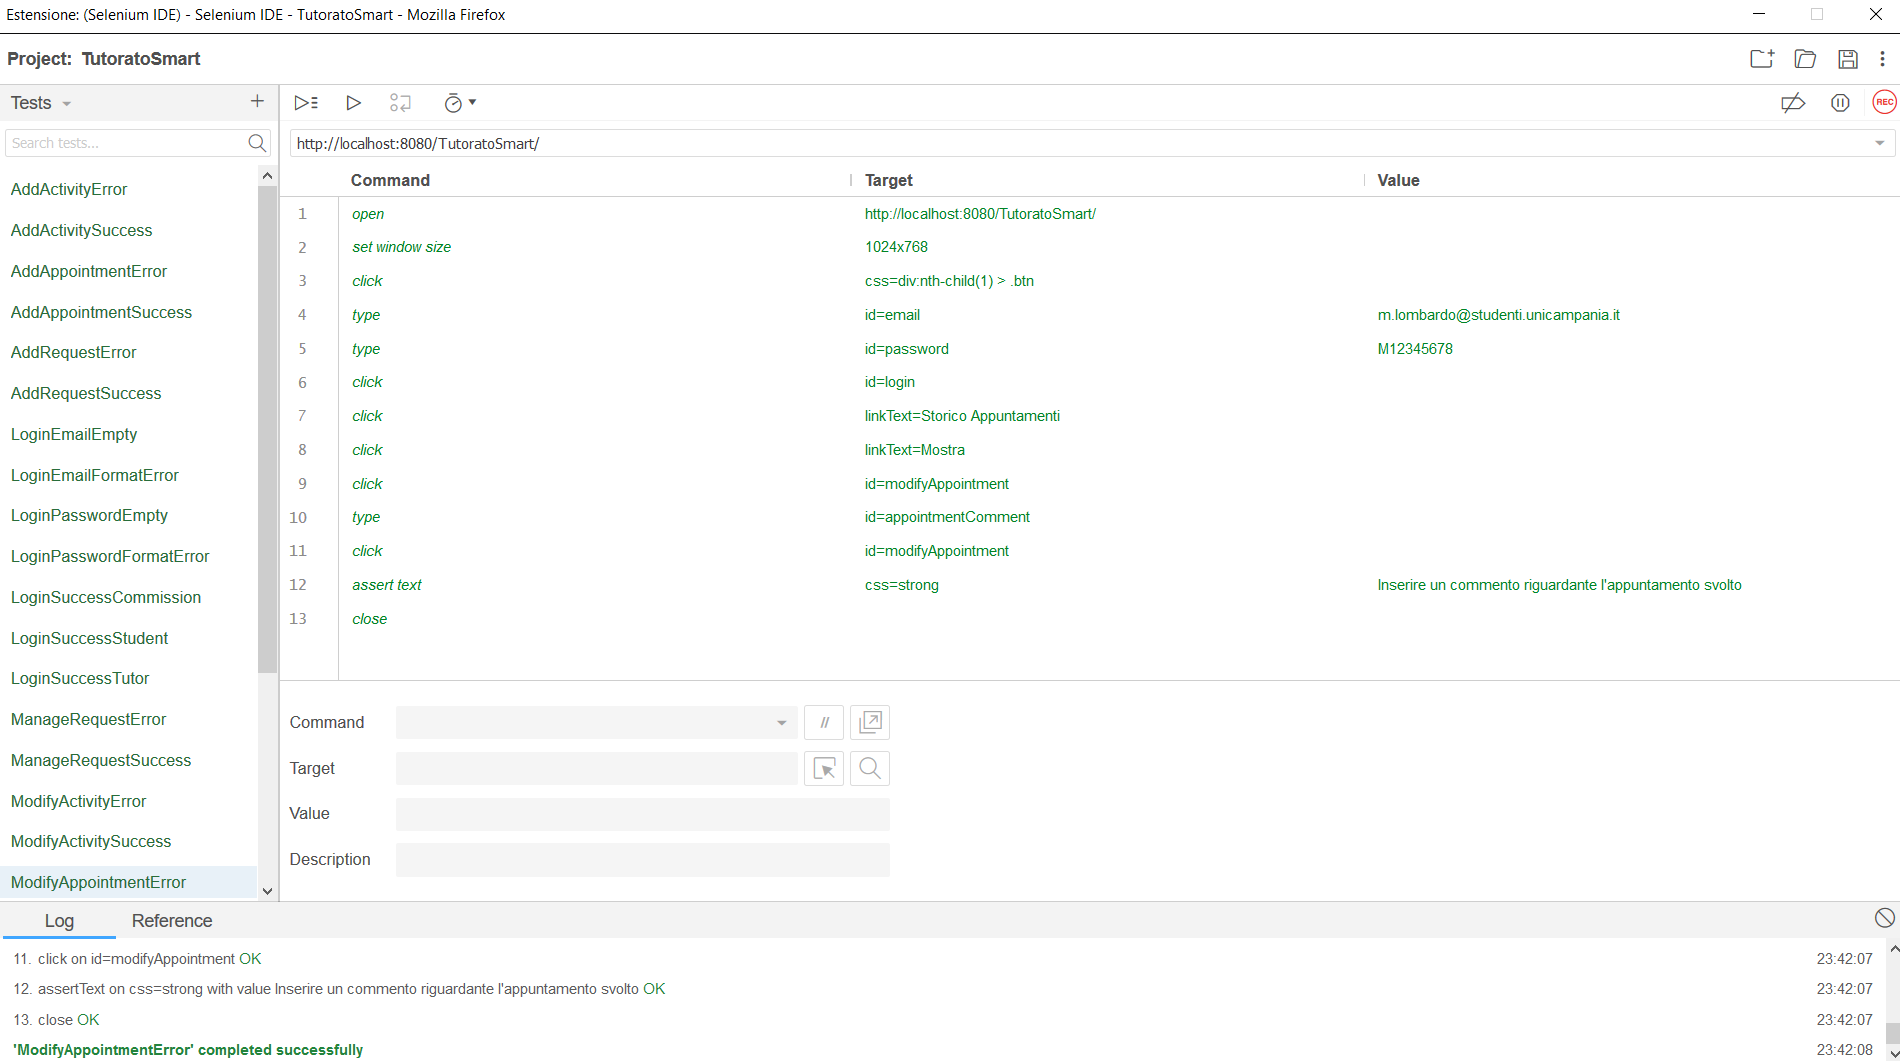 Estensione: (Selenium IDE) - Selenium IDE - TutoratoSmart - Mozilla Firefox
Project: TutoratoSmart
Tests
+
REC
Search tests...
http://localhost:8080/TutoratoSmart/
AddActivityError
AddActivitySuccess
AddAppointmentError
AddAppointmentSuccess
AddRequestError
AddRequestSuccess
LoginEmailEmpty
LoginEmailFormatError
LoginPasswordEmpty
LoginPasswordFormatError
LoginSuccessCommission
LoginSuccessStudent
LoginSuccessTutor
ManageRequestError
ManageRequestSuccess
ModifyActivityError
ModifyActivitySuccess
ModifyAppointmentError
Command Target Value
1 open http://localhost:8080/TutoratoSmart/
2 set window size 1024x768
3 click css=div:nth-child(1) > .btn
4 type id=email m.lombardo@studenti.unicampania.it
5 type id=password M12345678
6 click id=login
7 click linkText=Storico Appuntamenti
8 click linkText=Mostra
9 click id=modifyAppointment
10 type id=appointmentComment
11 click id=modifyAppointment
12 assert text css=strong Inserire un commento riguardante l'appuntamento svolto
13 close
Command //
Target
Value
Description
Log Reference
11. click on id=modifyAppointment OK 23:42:07
12. assertText on css=strong with value Inserire un commento riguardante l'appuntamento svolto OK 23:42:07
13. close OK 23:42:07
'ModifyAppointmentError' completed successfully 23:42:08